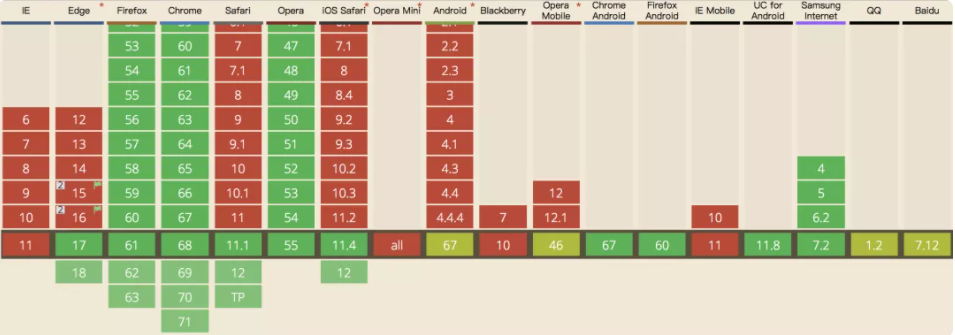 IE Edge * Firefox Chrome Safari Opera iOS Safari * Opera Mini * Android * Blackberry Opera Mobile * Chrome Android Firefox Android IE Mobile UC for Android Samsung Internet QQ Baidu
53 60 7 47 7.1 2.2
54 61 7.1 48 8 2.3
55 62 8 49 8.4 3
6 12 56 63 9 50 9.2 4
7 13 57 64 9.1 51 9.3 4.1
8 14 58 65 10 52 10.2 4.3 4
9 2 15 59 66 10.1 53 10.3 4.4 12 5
10 2 16 60 67 11 54 11.2 4.4.4 7 12.1 10 6.2
11 17 61 68 11.1 55 11.4 all 67 10 46 67 60 11 11.8 7.2 1.2 7.12
18 62 69 12 12
63 70 TP
71